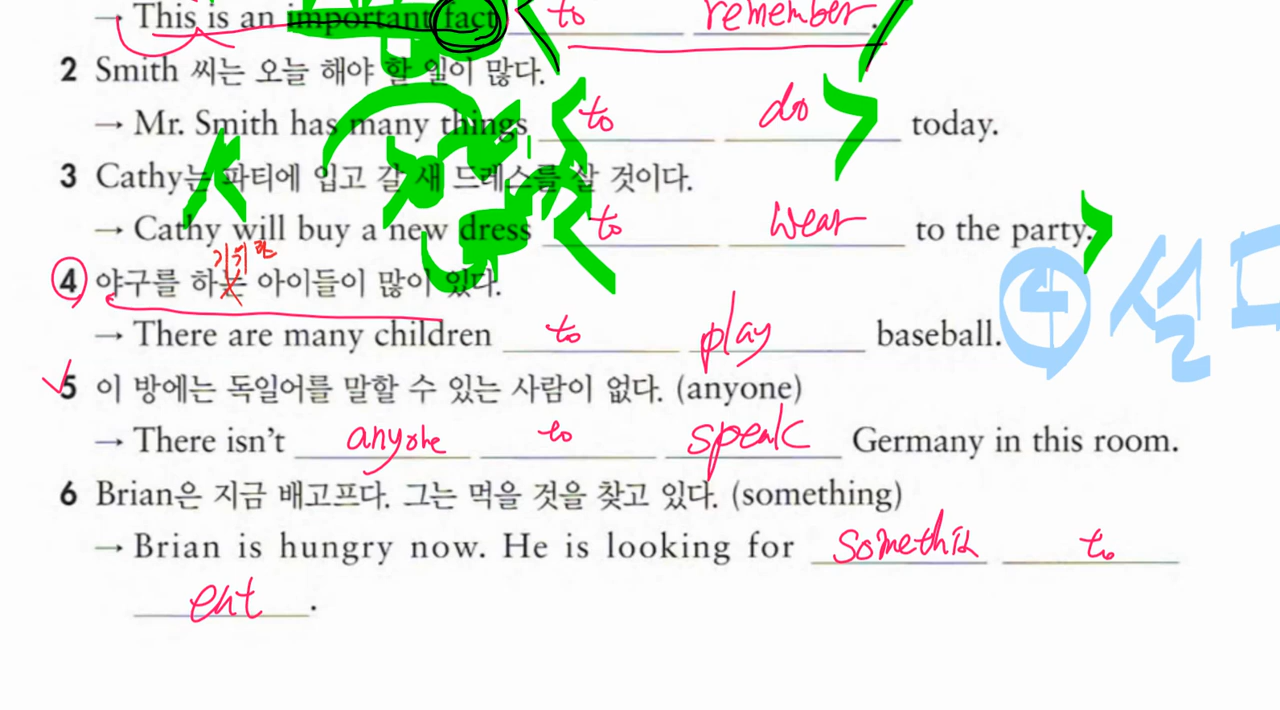 → This is an important fact to remember.
2 Smith 씨는 오늘 해야 할 일이 많다.
→ Mr. Smith has many things to do today.
3 Cathy는 파티에 입고 갈 새 드레스를 살 것이다.
→ Cathy will buy a new dress to wear to the party.
기위한
4 야구를 하는 아이들이 많이 있다.
→ There are many children to play baseball.
④ 설
5 이 방에는 독일어를 말할 수 있는 사람이 없다. (anyone)
→ There isn't anyone to speak Germany in this room.
6 Brian은 지금 배고프다. 그는 먹을 것을 찾고 있다. (something)
→ Brian is hungry now. He is looking for somethin to
eat.